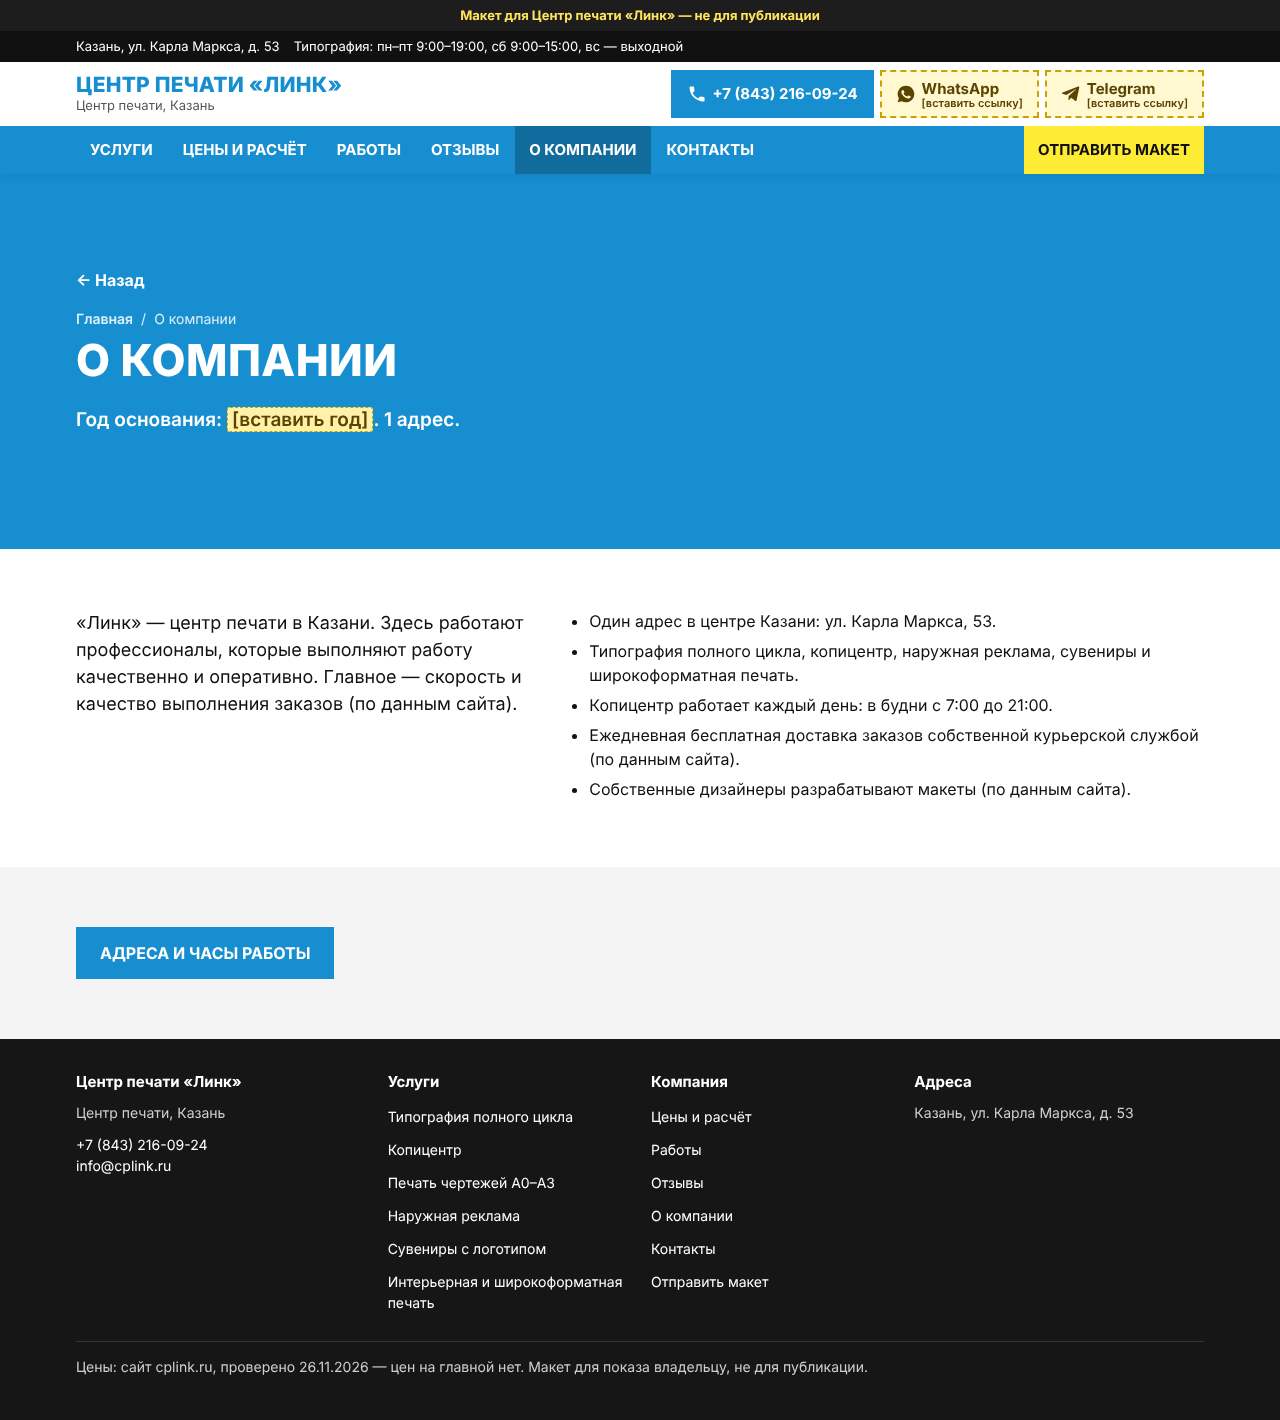 Макет для Центр печати «Линк» — не для публикации
Казань, ул. Карла Маркса, д. 53 Типография: пн–пт 9:00–19:00, сб 9:00–15:00, вс — выходной
ЦЕНТР ПЕЧАТИ «ЛИНК»
Центр печати, Казань
+7 (843) 216-09-24
WhatsApp
[вставить ссылку]
Telegram
[вставить ссылку]
УСЛУГИ ЦЕНЫ И РАСЧЁТ РАБОТЫ ОТЗЫВЫ О КОМПАНИИ КОНТАКТЫ ОТПРАВИТЬ МАКЕТ
← Назад
Главная / О компании
О КОМПАНИИ
Год основания: [вставить год]. 1 адрес.
«Линк» — центр печати в Казани. Здесь работают
профессионалы, которые выполняют работу
качественно и оперативно. Главное — скорость и
качество выполнения заказов (по данным сайта).
• Один адрес в центре Казани: ул. Карла Маркса, 53.
• Типография полного цикла, копицентр, наружная реклама, сувениры и
широкоформатная печать.
• Копицентр работает каждый день: в будни с 7:00 до 21:00.
• Ежедневная бесплатная доставка заказов собственной курьерской службой
(по данным сайта).
• Собственные дизайнеры разрабатывают макеты (по данным сайта).
АДРЕСА И ЧАСЫ РАБОТЫ
Центр печати «Линк»
Центр печати, Казань
+7 (843) 216-09-24
info@cplink.ru
Услуги
Типография полного цикла
Копицентр
Печать чертежей А0–А3
Наружная реклама
Сувениры с логотипом
Интерьерная и широкоформатная
печать
Компания
Цены и расчёт
Работы
Отзывы
О компании
Контакты
Отправить макет
Адреса
Казань, ул. Карла Маркса, д. 53
Цены: сайт cplink.ru, проверено 26.11.2026 — цен на главной нет. Макет для показа владельцу, не для публикации.